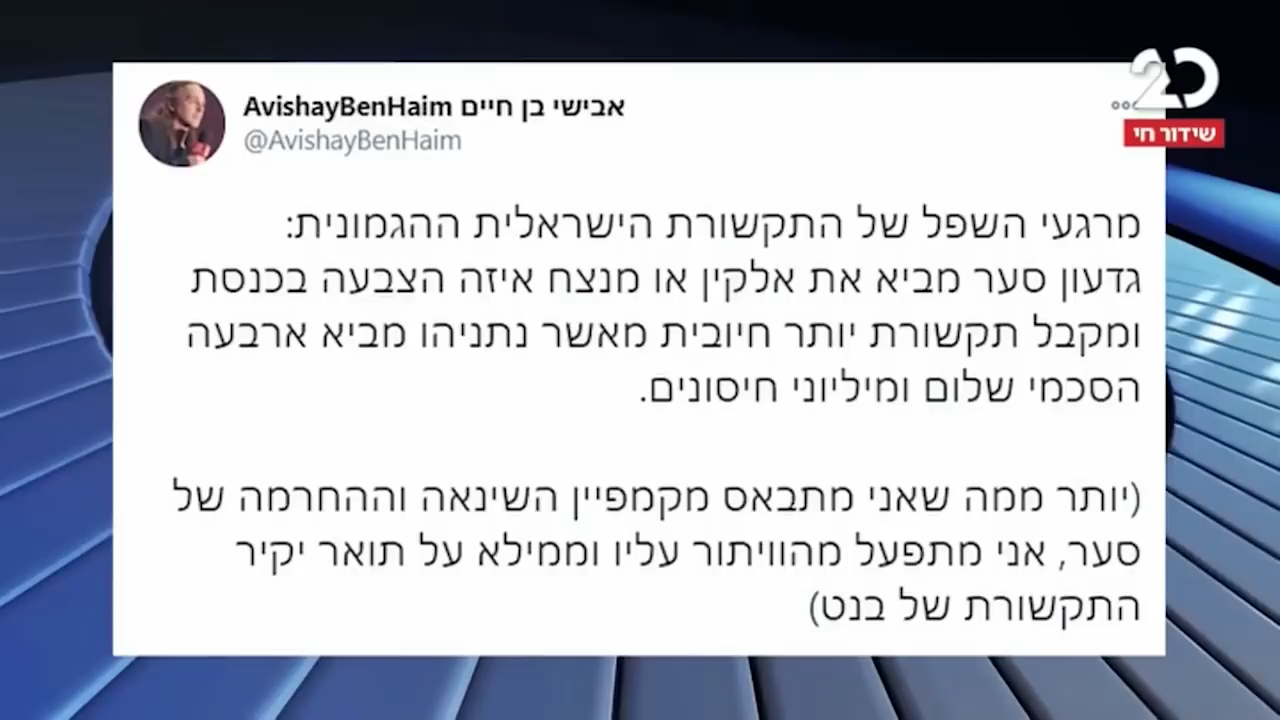 AvishayBenHaim אבישי בן חיים
@AvishayBenHaim
20
שידור חי
מרגעי השפל של התקשורת הישראלית ההגמונית:
גדעון סער מביא את אלקין או מנצח איזה הצבעה בכנסת
ומקבל תקשורת יותר חיובית מאשר נתניהו מביא ארבעה
הסכמי שלום ומיליוני חיסונים.
(יותר ממה שאני מתבאס מקמפיין השינאה וההחרמה של
סער, אני מתפעל מהוויתור עליו וממילא על תואר יקיר
התקשורת של בנט)